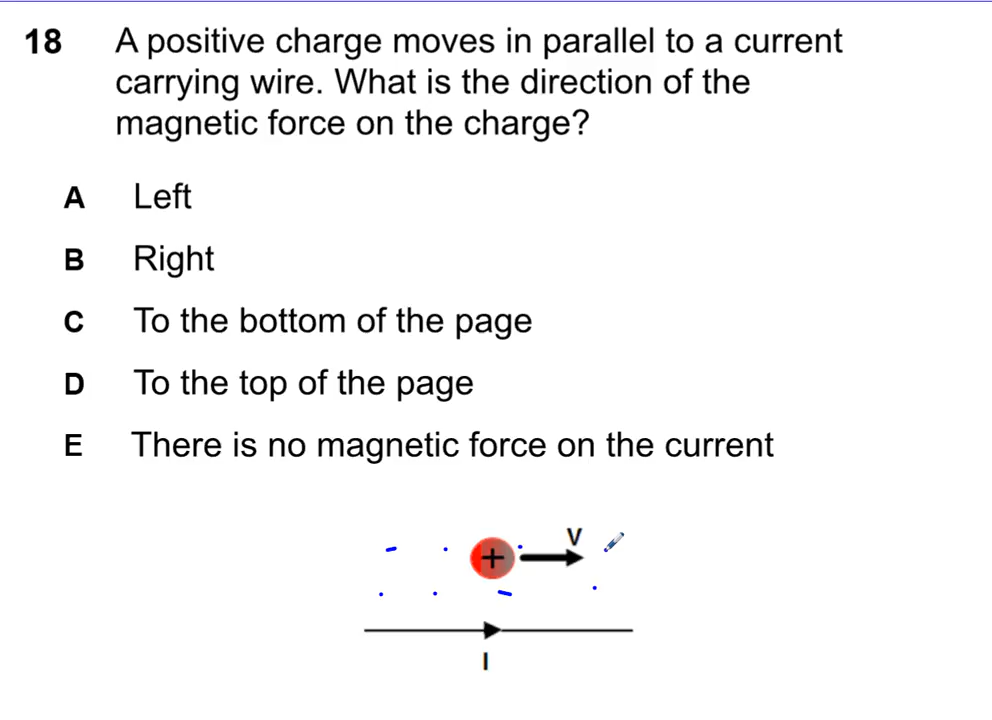 18 A positive charge moves in parallel to a current
carrying wire. What is the direction of the
magnetic force on the charge?
A Left
B Right
C To the bottom of the page
D To the top of the page
E There is no magnetic force on the current
V
+
I